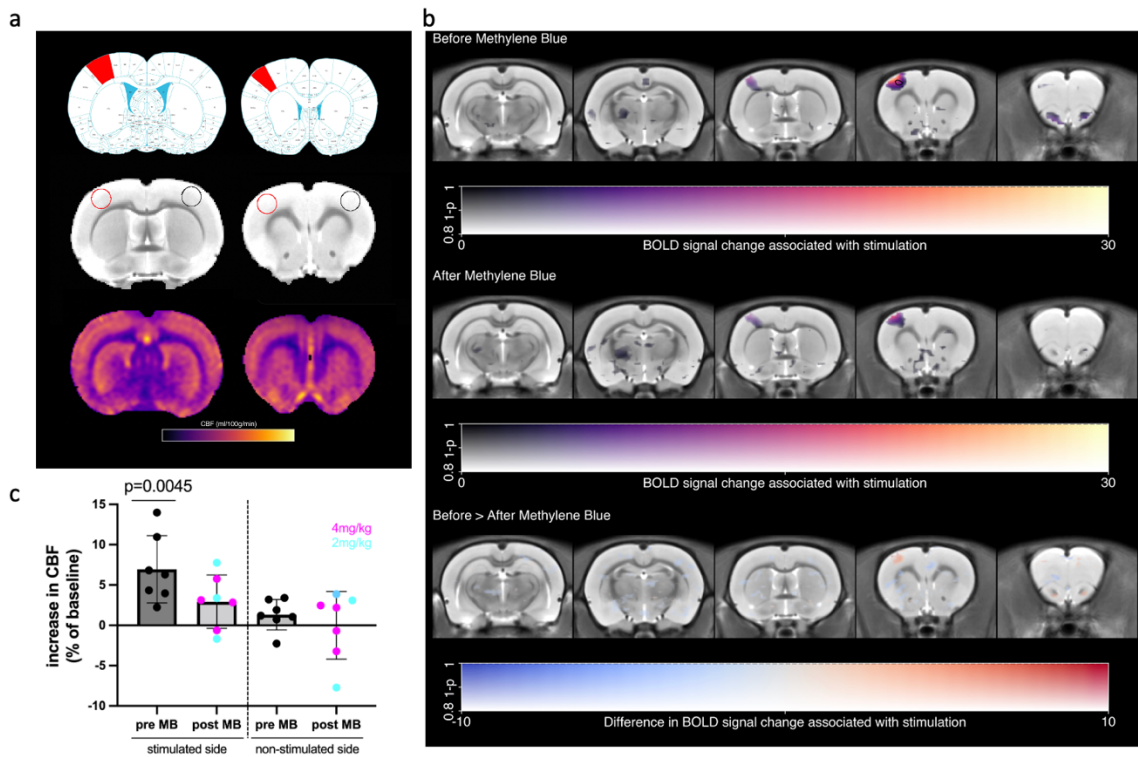 a
CBF (ml/100g/min)
b
Before Methylene Blue
0.8 1-p 1
0 30
BOLD signal change associated with stimulation
After Methylene Blue
0.8 1-p 1
0 30
BOLD signal change associated with stimulation
Before > After Methylene Blue
0.8 1-p 1
-10 10
Difference in BOLD signal change associated with stimulation
c
p=0.0045
increase in CBF
(% of baseline)
15
10
5
0
-5
-10
4mg/kg
2mg/kg
pre MB post MB pre MB post MB
stimulated side non-stimulated side